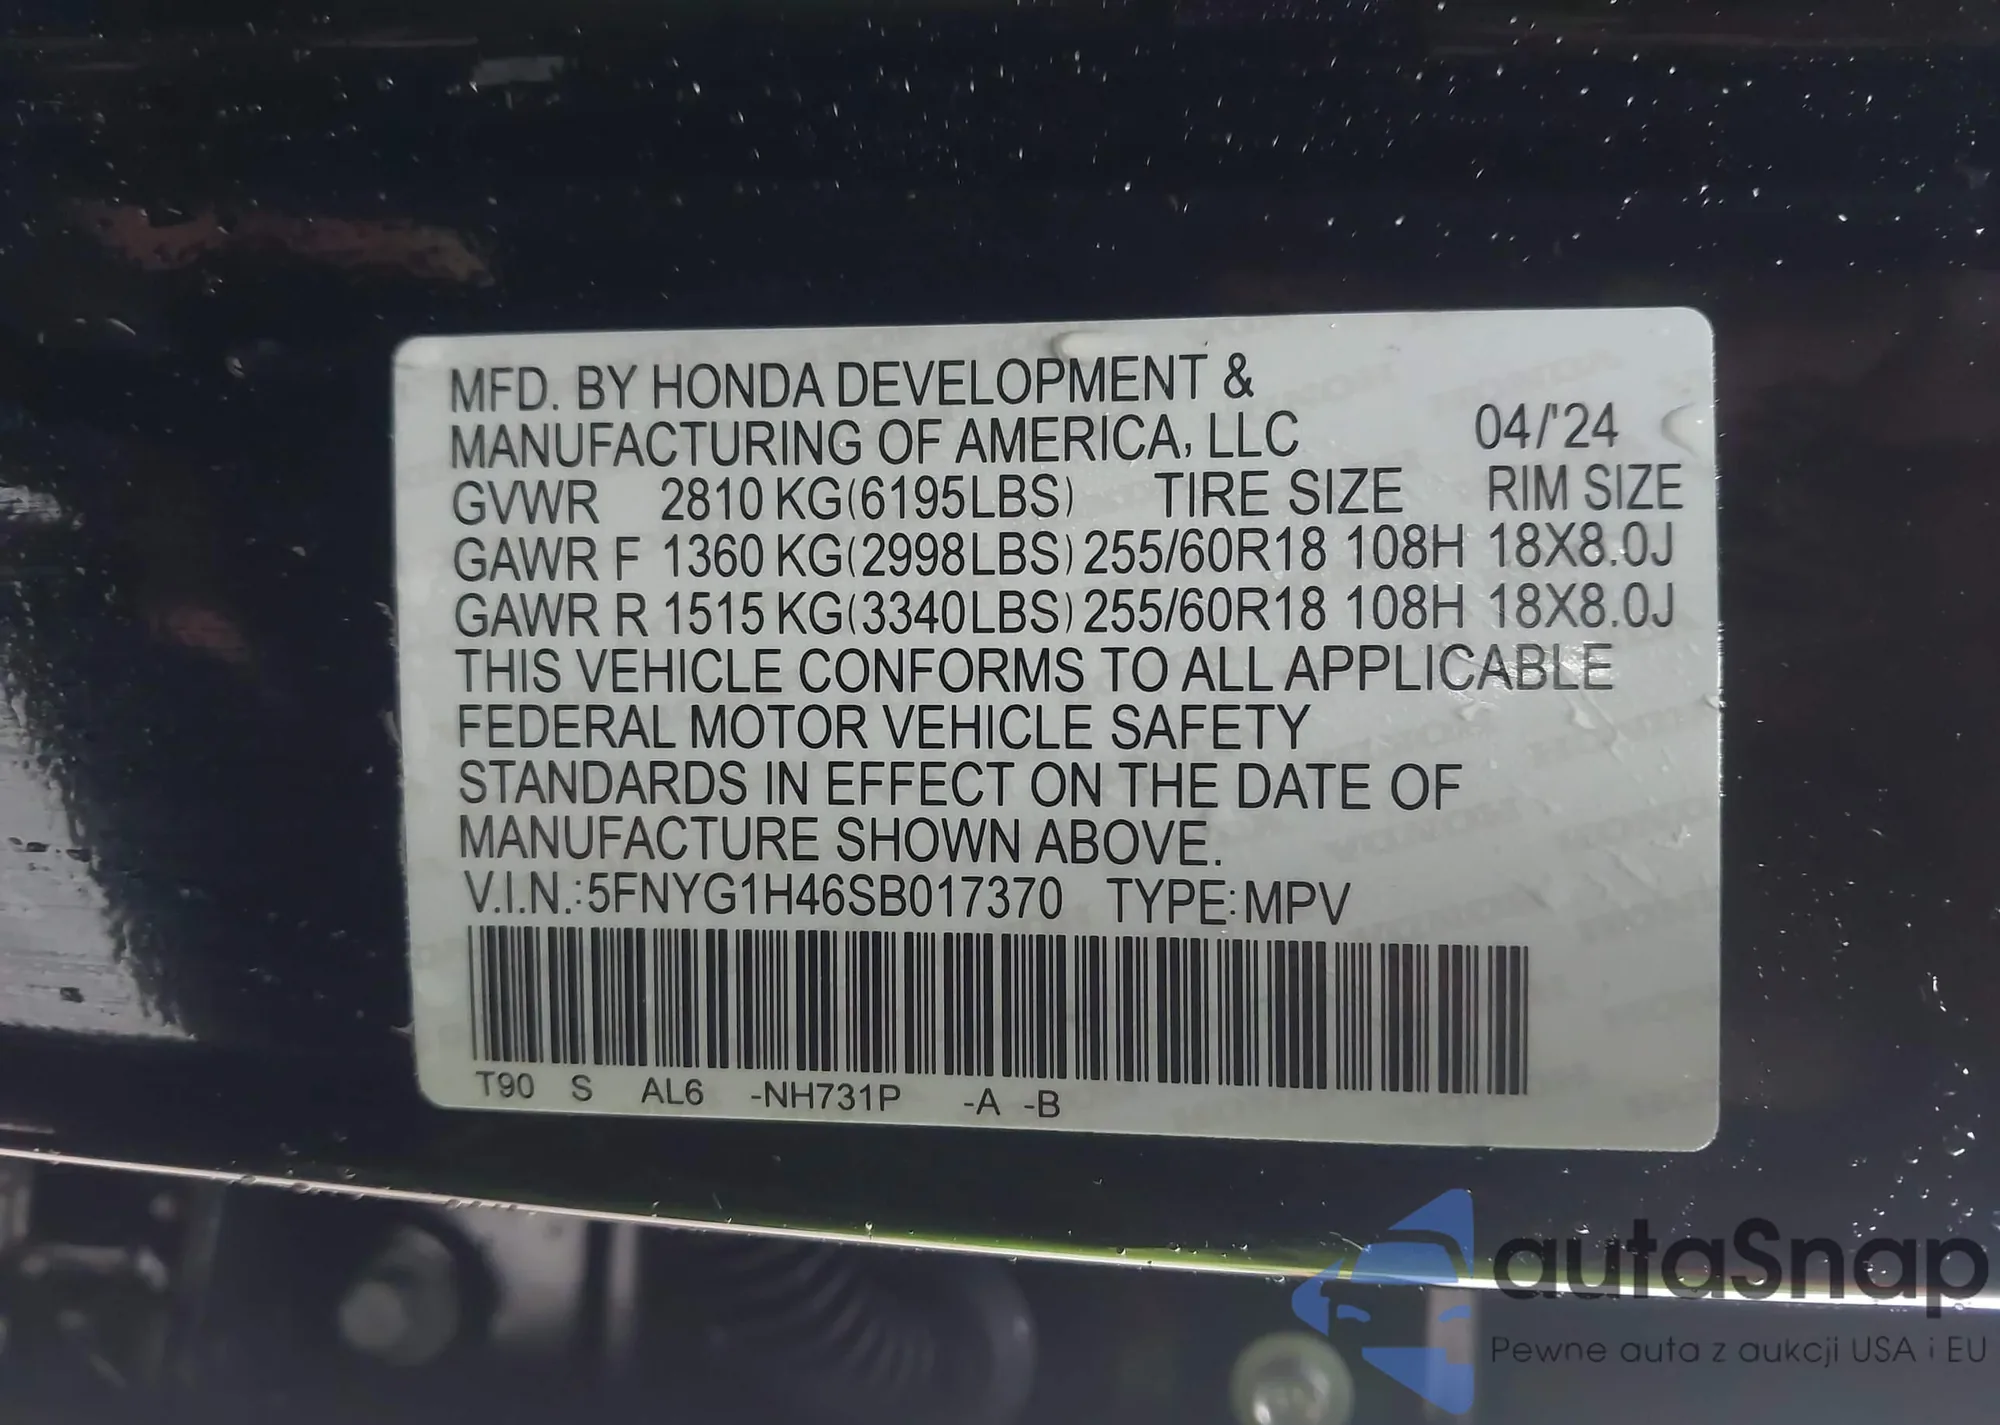 MFD. BY HONDA DEVELOPMENT &
MANUFACTURING OF AMERICA, LLC 04/'24
GVWR 2810 KG(6195LBS) TIRE SIZE RIM SIZE
GAWR F 1360 KG(2998LBS) 255/60R18 108H 18X8.0J
GAWR R 1515 KG(3340LBS) 255/60R18 108H 18X8.0J
THIS VEHICLE CONFORMS TO ALL APPLICABLE
FEDERAL MOTOR VEHICLE SAFETY
STANDARDS IN EFFECT ON THE DATE OF
MANUFACTURE SHOWN ABOVE.
V.I.N.:5FNYG1H46SB017370 TYPE:MPV
T90 S AL6 -NH731P -A -B
autaSnap
Pewne auta z aukcji USA i EU